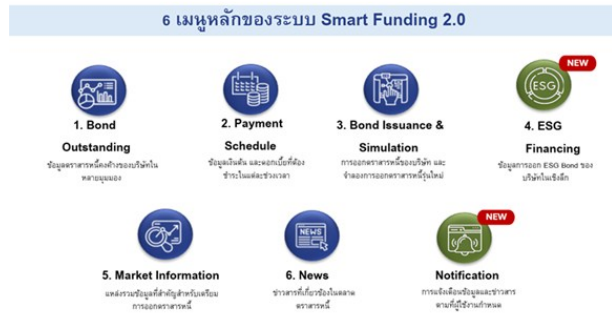 6 เมนูหลักของระบบ Smart Funding 2.0
NEW
ESG
1. Bond
Outstanding
ข้อมูลตราสารหนี้คงค้างของบริษัทใน
หลายมุมมอง
2. Payment
Schedule
ข้อมูลเงินต้น และดอกเบี้ยที่ต้อง
ชำระในแต่ละช่วงเวลา
3. Bond Issuance &
Simulation
การออกตราสารหนี้ของบริษัท และ
จำลองการออกตราสารหนี้รุ่นใหม่
4. ESG
Financing
ข้อมูลการออก ESG Bond ของ
บริษัทในเชิงลึก
NEWS
NEW
5. Market Information
แหล่งรวมข้อมูลที่สำคัญสำหรับเตรียม
การออกตราสารหนี้
6. News
ข่าวสารที่เกี่ยวข้องในตลาด
ตราสารหนี้
Notification
การแจ้งเตือนข้อมูลและข่าวสาร
ตามที่ผู้ใช้งานกำหนด